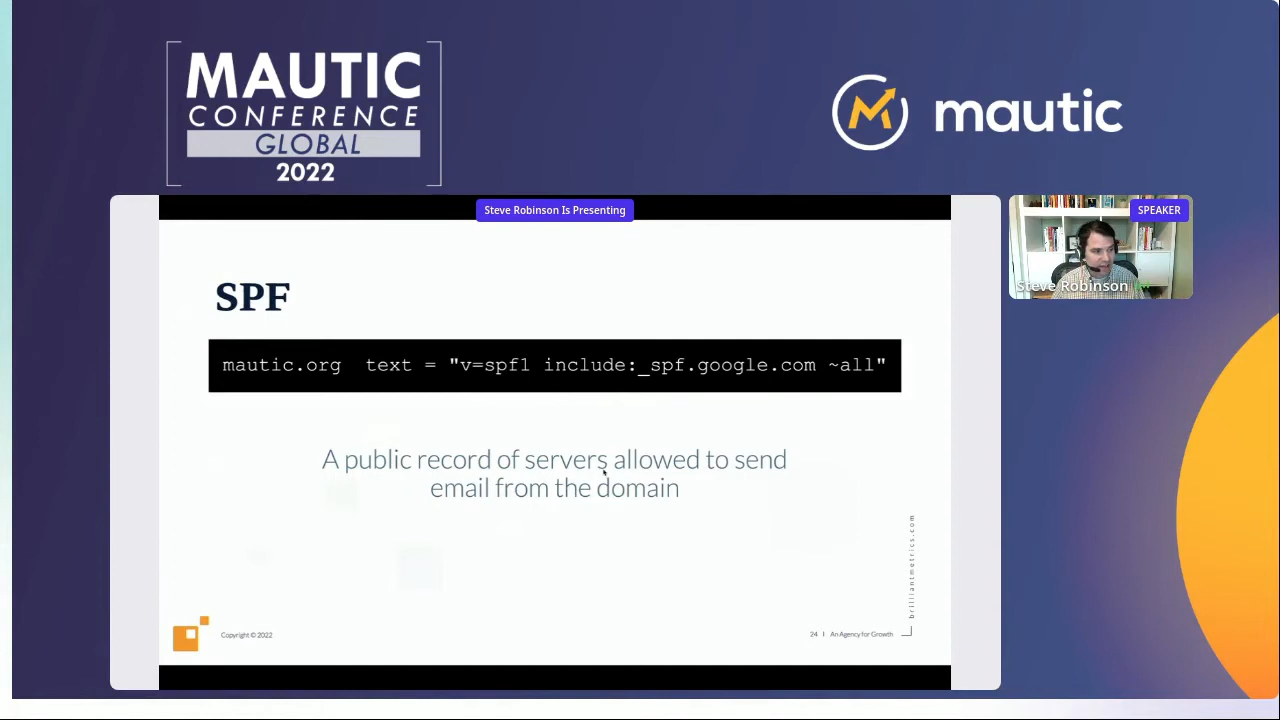 MAUTIC
CONFERENCE
GLOBAL
2022
mautic
Steve Robinson Is Presenting
SPEAKER
Steve Robinson
SPF
mautic.org  text = "v=spf1 include:_spf.google.com ~all"
A public record of servers allowed to send
email from the domain
brilliantmetrics.com
Copyright © 2022
24 | An Agency for Growth